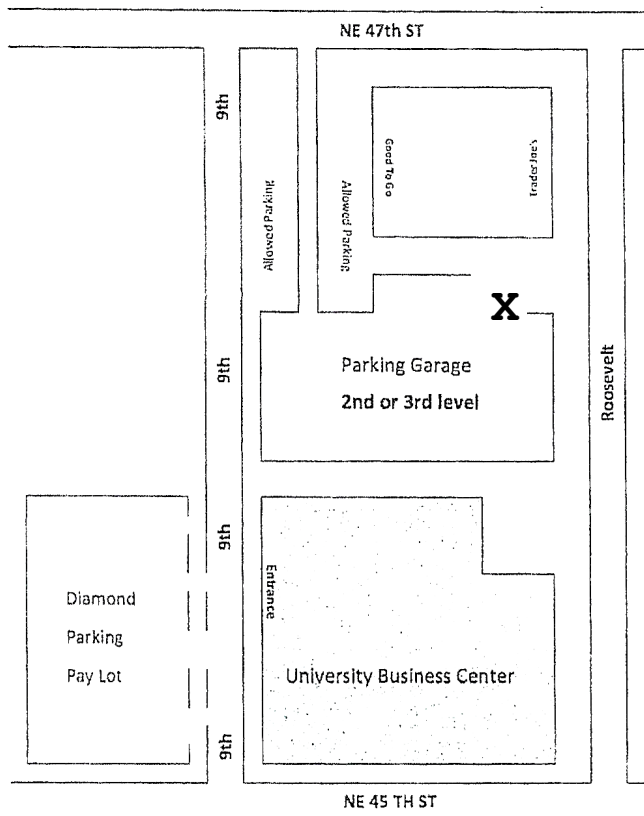 NE 47th ST
9th
Allowed Parking
Allowed Parking
Good To Go
Trader Joe's
X
9th
Parking Garage
2nd or 3rd level
Roosevelt
9th
Entrance
Diamond
Parking
Pay Lot
University Business Center
9th
NE 45 TH ST